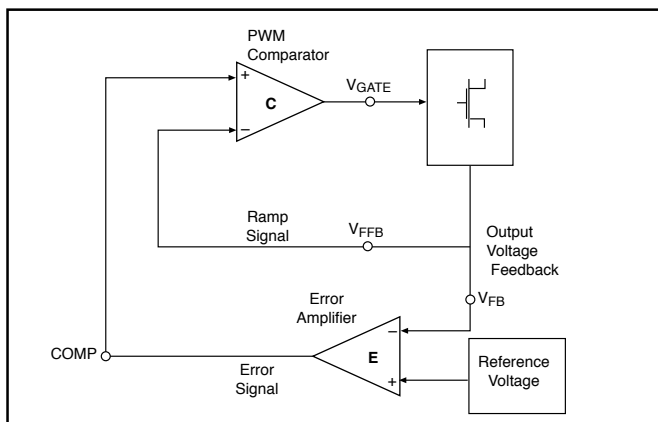 PWM
Comparator
+
C
−
VGATE
Ramp
Signal
VFFB
Output
Voltage
Feedback
VFB
Error
Amplifier
−
E
+
COMP
Error
Signal
Reference
Voltage